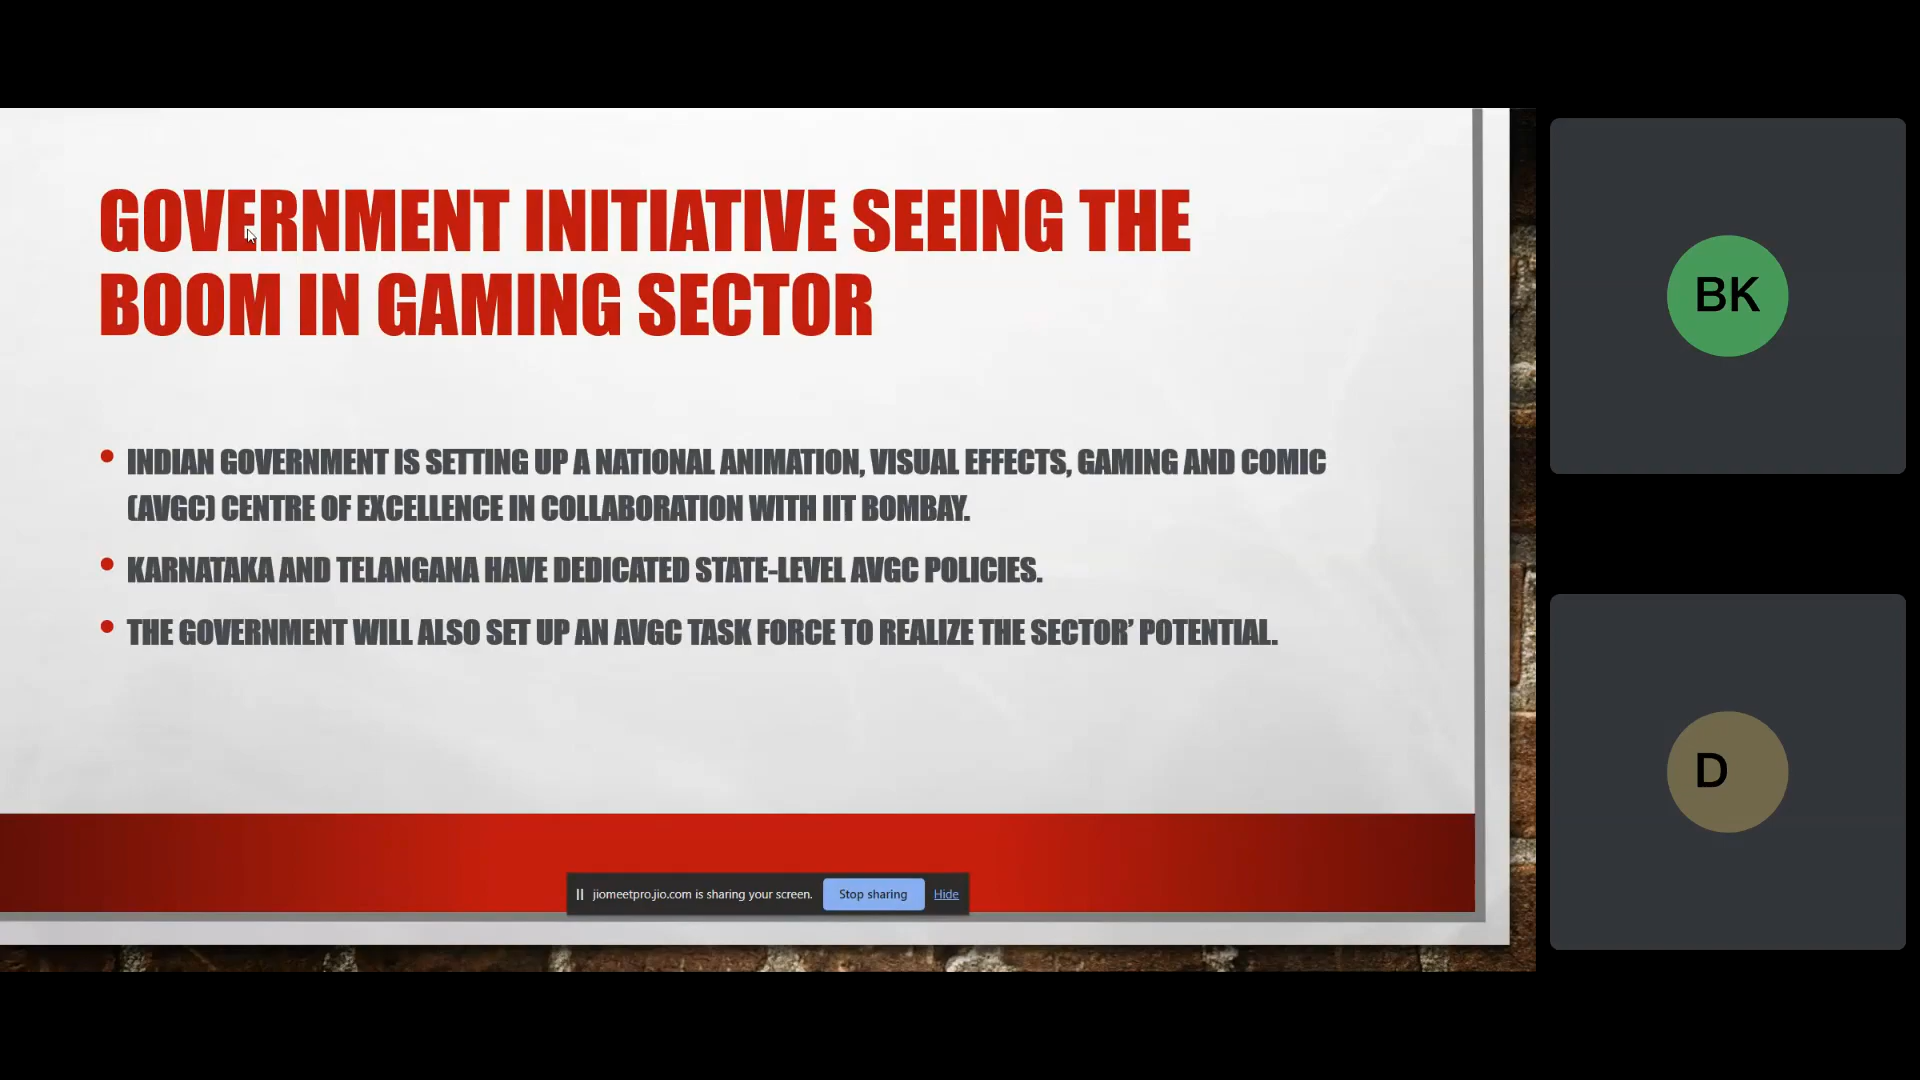 GOVERNMENT INITIATIVE SEEING THE
BOOM IN GAMING SECTOR
• INDIAN GOVERNMENT IS SETTING UP A NATIONAL ANIMATION, VISUAL EFFECTS, GAMING AND COMIC
(AVGC) CENTRE OF EXCELLENCE IN COLLABORATION WITH IIT BOMBAY.
• KARNATAKA AND TELANGANA HAVE DEDICATED STATE-LEVEL AVGC POLICIES.
• THE GOVERNMENT WILL ALSO SET UP AN AVGC TASK FORCE TO REALIZE THE SECTOR’ POTENTIAL.
jiomeetpro.jio.com is sharing your screen. Stop sharing Hide
BK
D